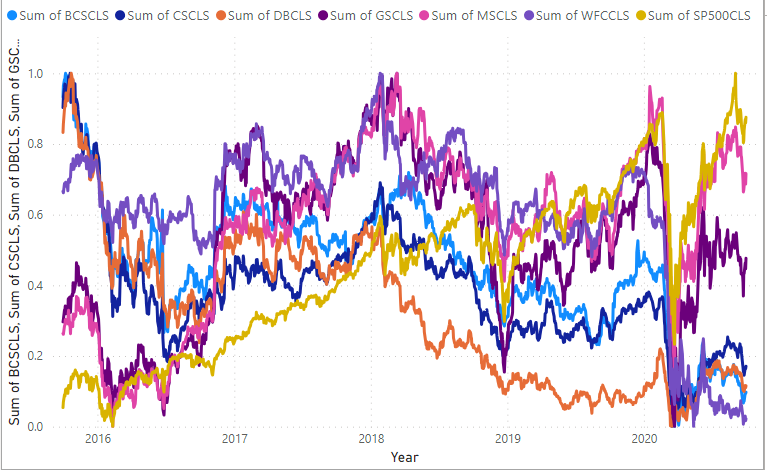 Sum of BCSCLS Sum of CSCLS Sum of DBCLS Sum of GSCLS Sum of MSCLS Sum of WFCCLS Sum of SP500CLS
Sum of BCSCLS, Sum of CSCLS, Sum of DBCLS, Sum of GSC...
1.0
0.8
0.6
0.4
0.2
0.0
2016 2017 2018 2019 2020
Year